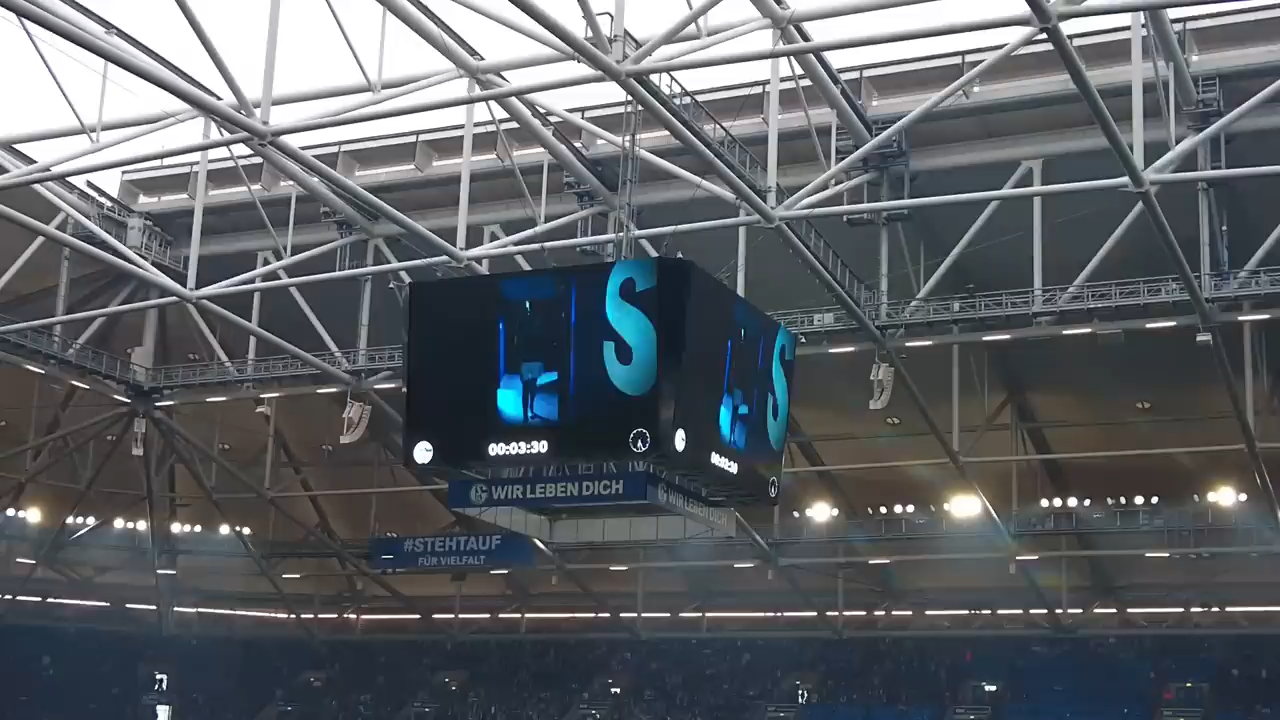 S
S
00:03:30
00:03:30
WIR LEBEN DICH
WIR LEBEN DICH
#STEHTAUF
FÜR VIELFALT